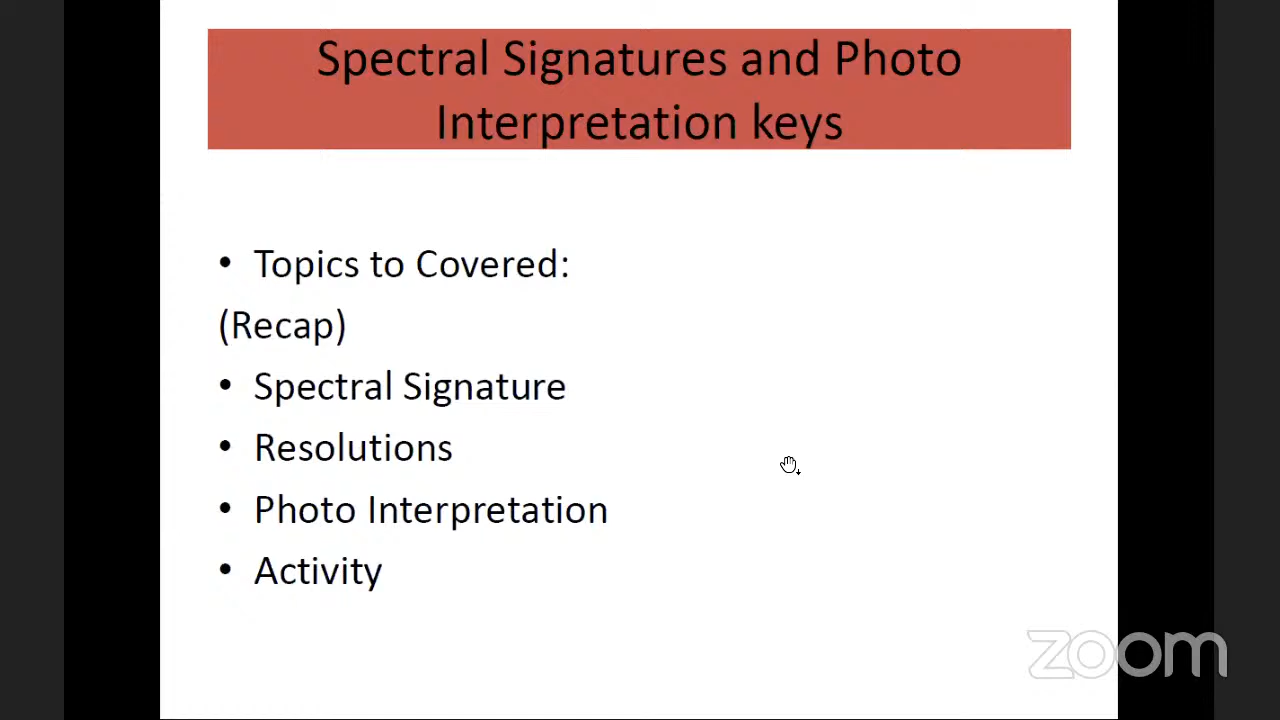 Spectral Signatures and Photo
Interpretation keys
• Topics to Covered:
(Recap)
• Spectral Signature
• Resolutions
• Photo Interpretation
• Activity
zoom